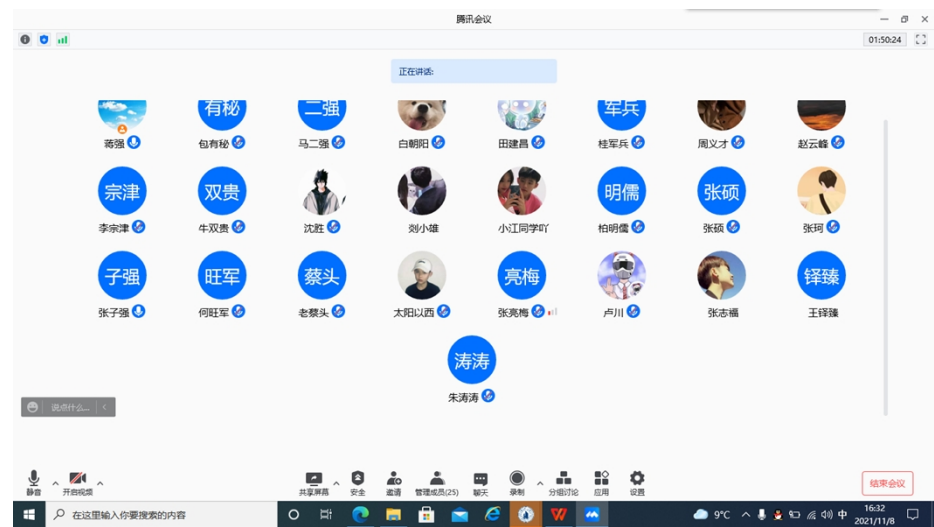 腾讯会议
01:50:24
正在讲话:
有秘
二强
军兵
蒋强
包有秘
马二强
白朝阳
田建昌
桂军兵
周义才
赵云峰
宗津
双贵
明儒
张硕
李宗津
牛双贵
沈胜
刘小雄
小江同学吖
柏明儒
张硕
张珂
子强
旺军
蔡头
亮梅
铎臻
张子强
何旺军
老蔡头
太阳以西
张亮梅
卢川
张志福
王铎臻
涛涛
朱涛涛
说点什么...
静音
开启视频
共享屏幕
安全
邀请
管理成员(25)
聊天
录制
分组讨论
应用
设置
结束会议
在这里输入你要搜索的内容
9°C
中
16:32
2021/11/8